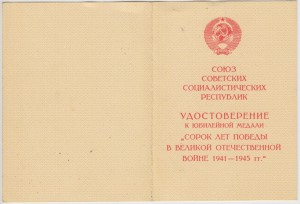 СОЮЗ
СОВЕТСКИХ
СОЦИАЛИСТИЧЕСКИХ
РЕСПУБЛИК
УДОСТОВЕРЕНИЕ
К ЮБИЛЕЙНОЙ МЕДАЛИ
„СОРОК ЛЕТ ПОБЕДЫ
В ВЕЛИКОЙ ОТЕЧЕСТВЕННОЙ
ВОЙНЕ 1941—1945 гг."